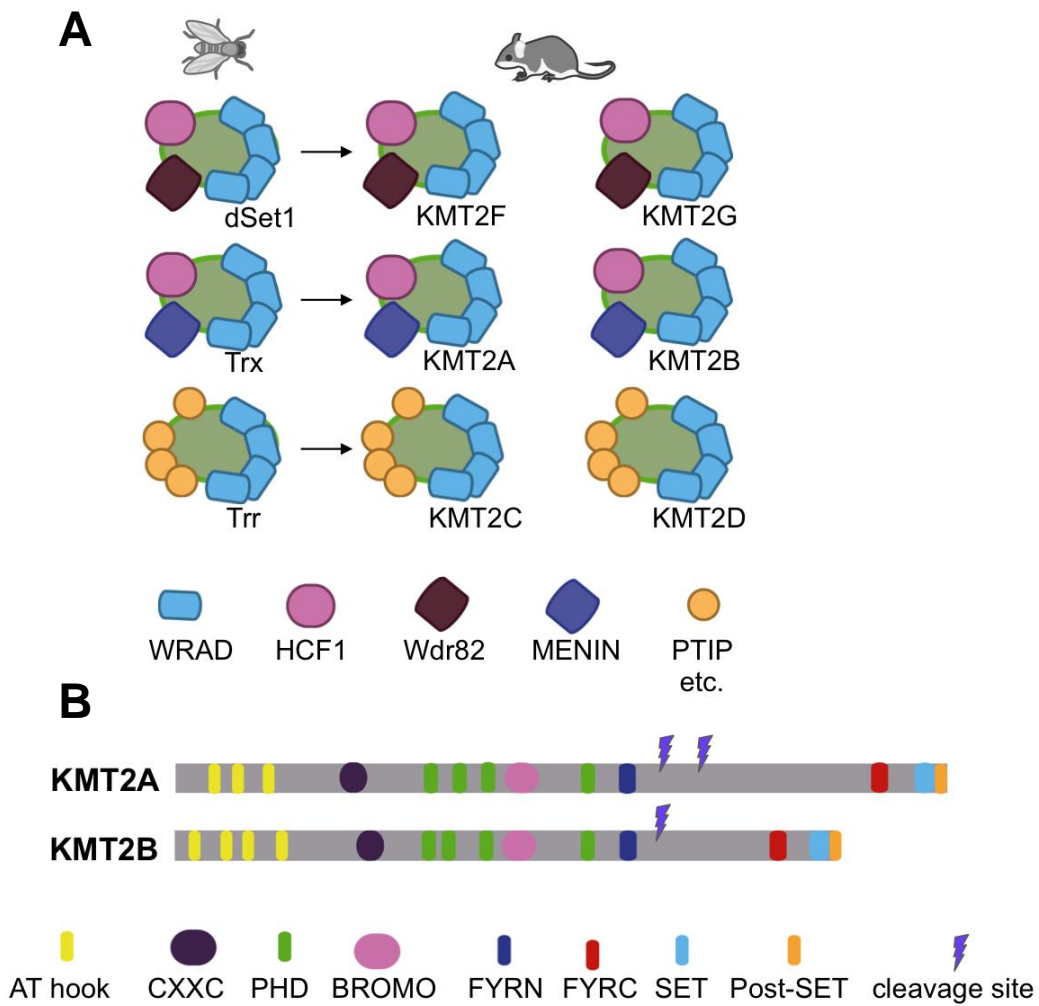 A
dSet1 KMT2F KMT2G
Trx KMT2A KMT2B
Trr KMT2C KMT2D
WRAD HCF1 Wdr82 MENIN PTIP
etc.
B
KMT2A
KMT2B
AT hook CXXC PHD BROMO FYRN FYRC SET Post-SET cleavage site